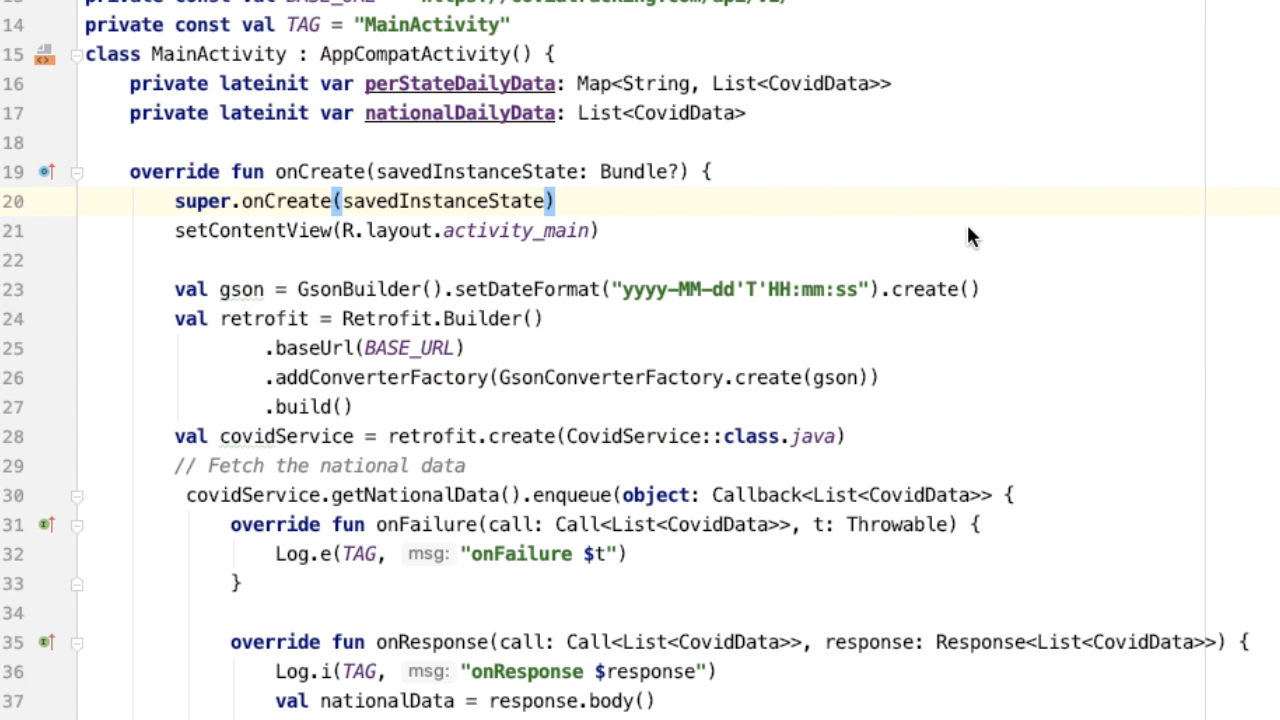 14 private const val TAG = "MainActivity"
15 class MainActivity : AppCompatActivity() {
16 private lateinit var perStateDailyData: Map<String, List<CovidData>>
17 private lateinit var nationalDailyData: List<CovidData>
18
19 override fun onCreate(savedInstanceState: Bundle?) {
20 super.onCreate(savedInstanceState)
21 setContentView(R.layout.activity_main)
22
23 val gson = GsonBuilder().setDateFormat("yyyy-MM-dd'T'HH:mm:ss").create()
24 val retrofit = Retrofit.Builder()
25 .baseUrl(BASE_URL)
26 .addConverterFactory(GsonConverterFactory.create(gson))
27 .build()
28 val covidService = retrofit.create(CovidService::class.java)
29 // Fetch the national data
30 covidService.getNationalData().enqueue(object: Callback<List<CovidData>> {
31 override fun onFailure(call: Call<List<CovidData>>, t: Throwable) {
32 Log.e(TAG, msg: "onFailure $t")
33 }
34
35 override fun onResponse(call: Call<List<CovidData>>, response: Response<List<CovidData>>) {
36 Log.i(TAG, msg: "onResponse $response")
37 val nationalData = response.body()